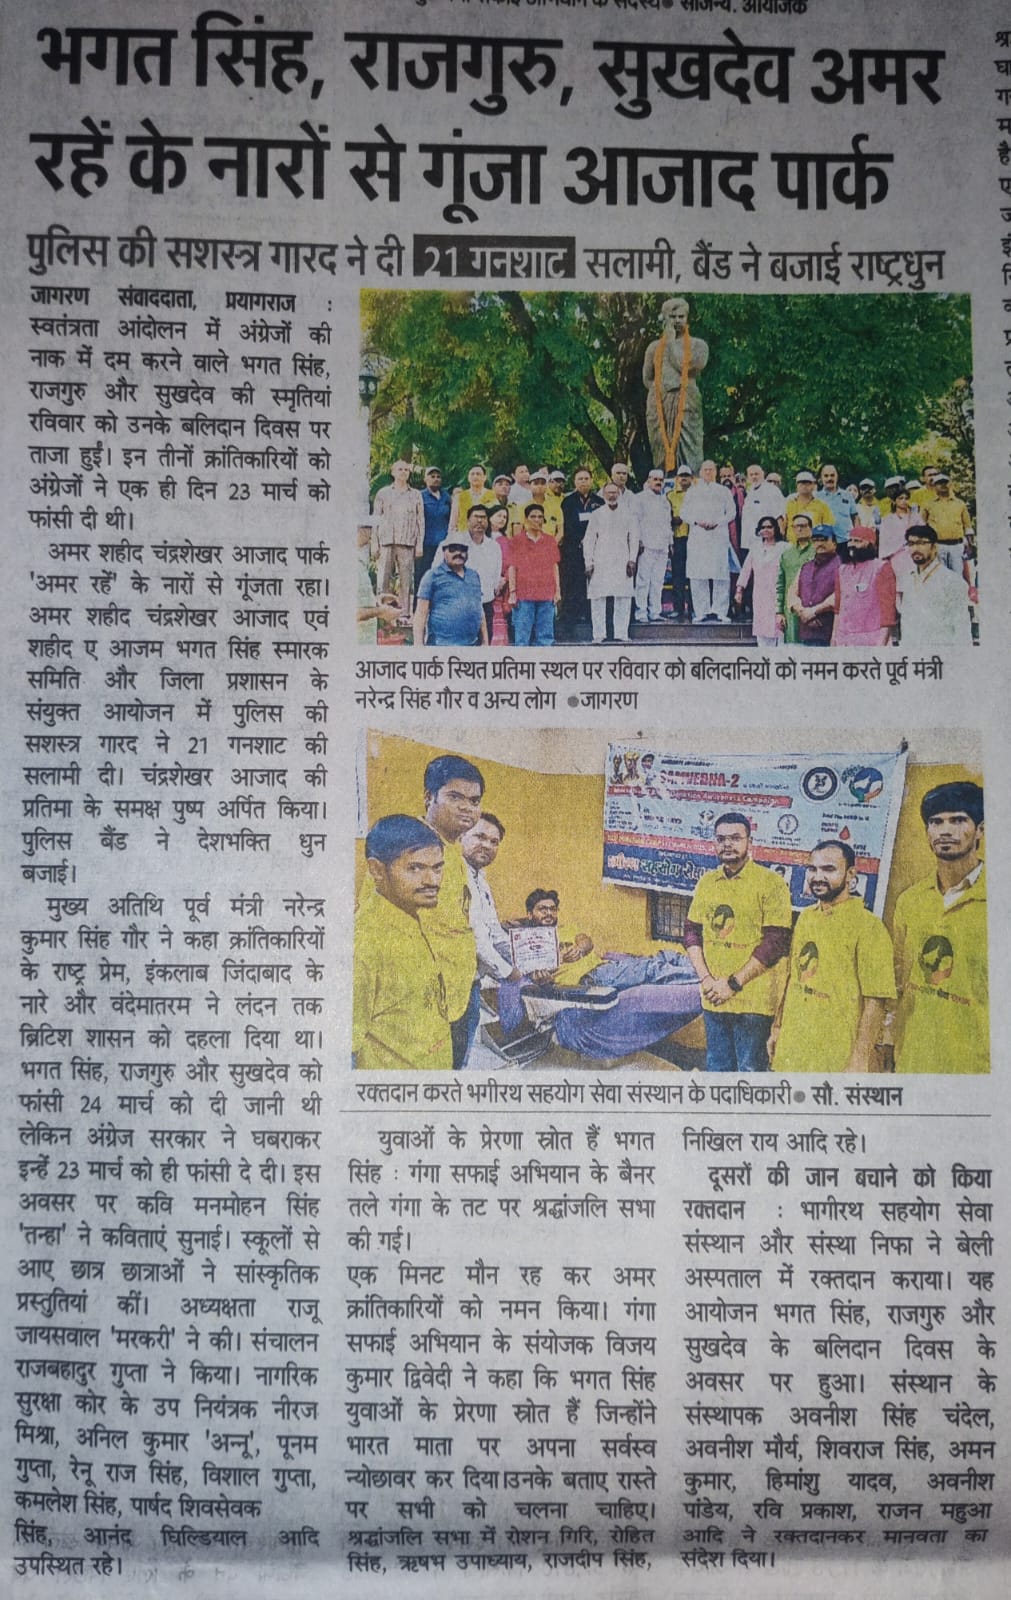 सौजन्य. आयोजक
भगत सिंह, राजगुरु, सुखदेव अमर
रहें के नारों से गूंजा आजाद पार्क
पुलिस की सशस्त्र गारद ने दी 21 गनशाट सलामी, बैंड ने बजाई राष्ट्रधुन
जागरण संवाददाता, प्रयागराज :
स्वतंत्रता आंदोलन में अंग्रेजों की
नाक में दम करने वाले भगत सिंह,
राजगुरु और सुखदेव की स्मृतियां
रविवार को उनके बलिदान दिवस पर
ताजा हुईं। इन तीनों क्रांतिकारियों को
अंग्रेजों ने एक ही दिन 23 मार्च को
फांसी दी थी।
अमर शहीद चंद्रशेखर आजाद पार्क
'अमर रहें' के नारों से गूंजता रहा।
अमर शहीद चंद्रशेखर आजाद एवं
शहीद ए आजम भगत सिंह स्मारक
समिति और जिला प्रशासन के
संयुक्त आयोजन में पुलिस की
सशस्त्र गारद ने 21 गनशाट की
सलामी दी। चंद्रशेखर आजाद की
प्रतिमा के समक्ष पुष्प अर्पित किया।
पुलिस बैंड ने देशभक्ति धुन
बजाई।
मुख्य अतिथि पूर्व मंत्री नरेन्द्र
कुमार सिंह गौर ने कहा क्रांतिकारियों
के राष्ट्र प्रेम, इंकलाब जिंदाबाद के
नारे और वंदेमातरम ने लंदन तक
ब्रिटिश शासन को दहला दिया था।
भगत सिंह, राजगुरु और सुखदेव को
फांसी 24 मार्च को दी जानी थी
लेकिन अंग्रेज सरकार ने घबराकर
इन्हें 23 मार्च को ही फांसी दे दी। इस
अवसर पर कवि मनमोहन सिंह
'तन्हा' ने कविताएं सुनाई। स्कूलों से
आए छात्र छात्राओं ने सांस्कृतिक
प्रस्तुतियां कीं। अध्यक्षता राजू
जायसवाल 'मरकरी' ने की। संचालन
राजबहादुर गुप्ता ने किया। नागरिक
सुरक्षा कोर के उप नियंत्रक नीरज
मिश्रा, अनिल कुमार 'अन्नू', पूनम
गुप्ता, रेनू राज सिंह, विशाल गुप्ता,
कमलेश सिंह, पार्षद शिवसेवक
सिंह, आनंद घिल्डियाल आदि
उपस्थित रहे।
आजाद पार्क स्थित प्रतिमा स्थल पर रविवार को बलिदानियों को नमन करते पूर्व मंत्री
नरेन्द्र सिंह गौर व अन्य लोग ●जागरण
SAMVEDNA-2
रक्तदान करते भगीरथ सहयोग सेवा संस्थान के पदाधिकारी● सौ. संस्थान
युवाओं के प्रेरणा स्रोत हैं भगत
सिंह : गंगा सफाई अभियान के बैनर
तले गंगा के तट पर श्रद्धांजलि सभा
की गई।
एक मिनट मौन रह कर अमर
क्रांतिकारियों को नमन किया। गंगा
सफाई अभियान के संयोजक विजय
कुमार द्विवेदी ने कहा कि भगत सिंह
युवाओं के प्रेरणा स्रोत हैं जिन्होंने
भारत माता पर अपना सर्वस्व
न्योछावर कर दिया।उनके बताए रास्ते
पर सभी को चलना चाहिए।
श्रद्धांजलि सभा में रोशन गिरि, रोहित
सिंह, ऋषभ उपाध्याय, राजदीप सिंह,
निखिल राय आदि रहे।
दूसरों की जान बचाने को किया
रक्तदान : भागीरथ सहयोग सेवा
संस्थान और संस्था निफा ने बेली
अस्पताल में रक्तदान कराया। यह
आयोजन भगत सिंह, राजगुरु और
सुखदेव के बलिदान दिवस के
अवसर पर हुआ। संस्थान के
संस्थापक अवनीश सिंह चंदेल,
अवनीश मौर्य, शिवराज सिंह, अमन
कुमार, हिमांशु यादव, अवनीश
पांडेय, रवि प्रकाश, राजन महुआ
आदि ने रक्तदानकर मानवता का
संदेश दिया।